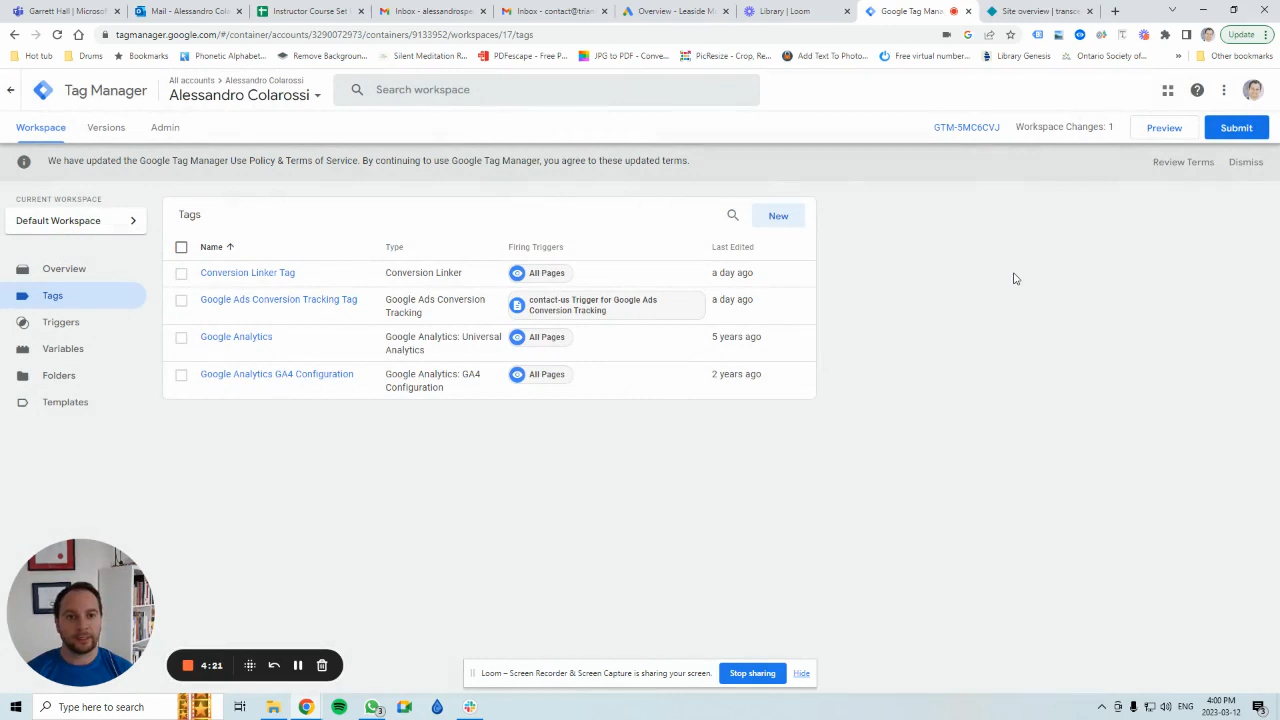 Garrett Hall | Microsof
Mail - Alessandro Co
Instructor Course Set
Inbox - alessandrospe
Inbox - contact@trian
Overview - Leaside M
Library | Loom
Google Tag Mana
Site overview | transce
tagmanager.google.com/#/container/accounts/3290072973/containers/9133952/workspaces/17/tags
Update
Hot tub
Drums
Bookmarks
Phonetic Alphabet...
Remove Background...
Silent Meditation R...
PDFescape - Free P...
JPG to PDF - Conve...
PicResize - Crop, Re...
Add Text To Photo...
Free virtual number...
Library Genesis
Ontario Society of...
Other bookmarks
Tag Manager
All accounts > Alessandro Colarossi
Alessandro Colarossi
Search workspace
Workspace
Versions
Admin
GTM-5MC6CVJ
Workspace Changes: 1
Preview
Submit
We have updated the Google Tag Manager Use Policy & Terms of Service. By continuing to use Google Tag Manager, you agree to these updated terms.
Review Terms
Dismiss
CURRENT WORKSPACE
Default Workspace
Overview
Tags
Triggers
Variables
Folders
Templates
Tags
New
Name
Type
Firing Triggers
Last Edited
Conversion Linker Tag
Conversion Linker
All Pages
a day ago
Google Ads Conversion Tracking Tag
Google Ads Conversion
Tracking
contact-us Trigger for Google Ads
Conversion Tracking
a day ago
Google Analytics
Google Analytics: Universal
Analytics
All Pages
5 years ago
Google Analytics GA4 Configuration
Google Analytics: GA4
Configuration
All Pages
2 years ago
4:21
Loom – Screen Recorder & Screen Capture is sharing your screen.
Stop sharing
Hide
Type here to search
3
ENG
4:00 PM
2023-03-12
3